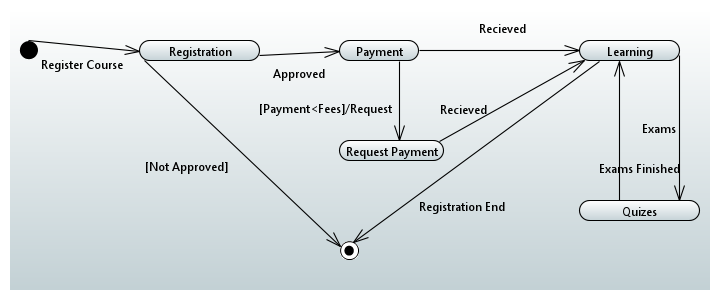 Recieved
Registration
Payment
Learning
Register Course
Approved
[Payment<Fees]/Request
Recieved
Exams
Request Payment
[Not Approved]
Exams Finished
Registration End
Quizes